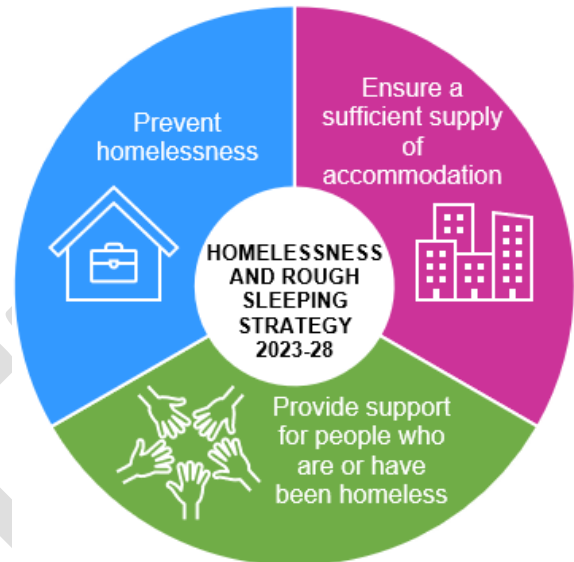 Prevent
homelessness
Ensure a
sufficient supply
of
accommodation
HOMELESSNESS
AND ROUGH
SLEEPING
STRATEGY
2023-28
Provide support
for people who
are or have
been homeless